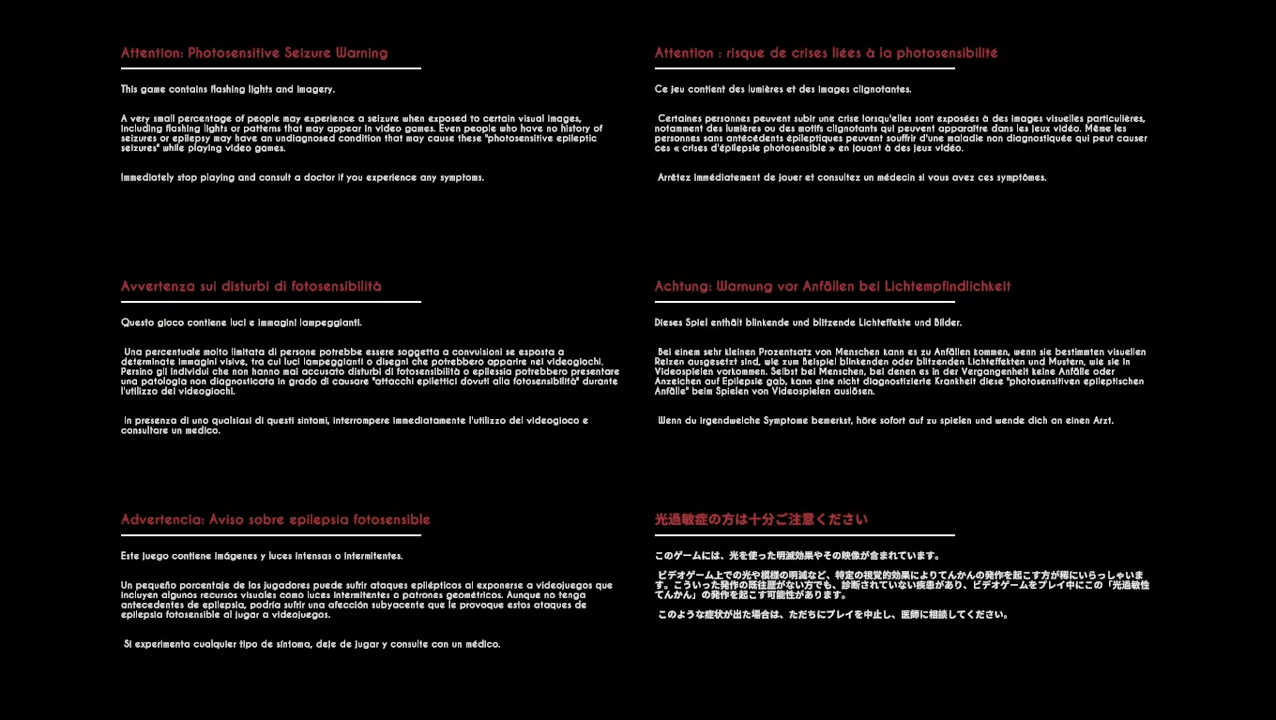 Attention: Photosensitive Seizure Warning
This game contains flashing lights and imagery.
A very small percentage of people may experience a seizure when exposed to certain visual images,
including flashing lights or patterns that may appear in video games. Even people who have no history of
seizures or epilepsy may have an undiagnosed condition that may cause these "photosensitive epileptic
seizures" while playing video games.
Immediately stop playing and consult a doctor if you experience any symptoms.
Attention : risque de crises liées à la photosensibilité
Ce jeu contient des lumières et des images clignotantes.
Certaines personnes peuvent subir une crise lorsqu'elles sont exposées à des images visuelles particulières,
notamment des lumières ou des motifs clignotants qui peuvent apparaître dans les jeux vidéo. Même les
personnes sans antécédents épileptiques peuvent souffrir d'une maladie non diagnostiquée qui peut causer
ces « crises d'épilepsie photosensible » en jouant à des jeux vidéo.
Arrêtez immédiatement de jouer et consultez un médecin si vous avez ces symptômes.
Avvertenza sui disturbi di fotosensibilità
Questo gioco contiene luci e immagini lampeggianti.
Una percentuale molto limitata di persone potrebbe essere soggetta a convulsioni se esposta a
determinate immagini visive, tra cui luci lampeggianti o disegni che potrebbero apparire nei videogiochi.
Persino gli individui che non hanno mai accusato disturbi di fotosensibilità o epilessia potrebbero presentare
una patologia non diagnosticata in grado di causare "attacchi epilettici dovuti alla fotosensibilità" durante
l'utilizzo dei videogiochi.
In presenza di uno qualsiasi di questi sintomi, interrompere immediatamente l'utilizzo del videogioco e
consultare un medico.
Achtung: Warnung vor Anfällen bei Lichtempfindlichkeit
Dieses Spiel enthält blinkende und blitzende Lichteffekte und Bilder.
Bei einem sehr kleinen Prozentsatz von Menschen kann es zu Anfällen kommen, wenn sie bestimmten visuellen
Reizen ausgesetzt sind, wie zum Beispiel blinkenden oder blitzenden Lichteffekten und Mustern, wie sie in
Videospielen vorkommen. Selbst bei Menschen, bei denen es in der Vergangenheit keine Anfälle oder
Anzeichen auf Epilepsie gab, kann eine nicht diagnostizierte Krankheit diese "photosensitiven epileptischen
Anfälle" beim Spielen von Videospielen auslösen.
Wenn du irgendwelche Symptome bemerkst, höre sofort auf zu spielen und wende dich an einen Arzt.
Advertencia: Aviso sobre epilepsia fotosensible
Este juego contiene imágenes y luces intensas o intermitentes.
Un pequeño porcentaje de los jugadores puede sufrir ataques epilépticos al exponerse a videojuegos que
incluyen algunos recursos visuales como luces intermitentes o patrones geométricos. Aunque no tenga
antecedentes de epilepsia, podría sufrir una afección subyacente que le provoque estos ataques de
epilepsia fotosensible al jugar a videojuegos.
Si experimenta cualquier tipo de síntoma, deje de jugar y consulte con un médico.
光過敏症の方は十分ご注意ください
このゲームには、光を使った明滅効果やその映像が含まれています。
ビデオゲーム上での光や模様の明滅など、特定の視覚的効果によりてんかんの発作を起こす方が稀にいらっしゃいま
す。こういった発作の既往歴がない方でも、診断されていない疾患があり、ビデオゲームをプレイ中にこの「光過敏性
てんかん」の発作を起こす可能性があります。
このような症状が出た場合は、ただちにプレイを中止し、医師に相談してください。